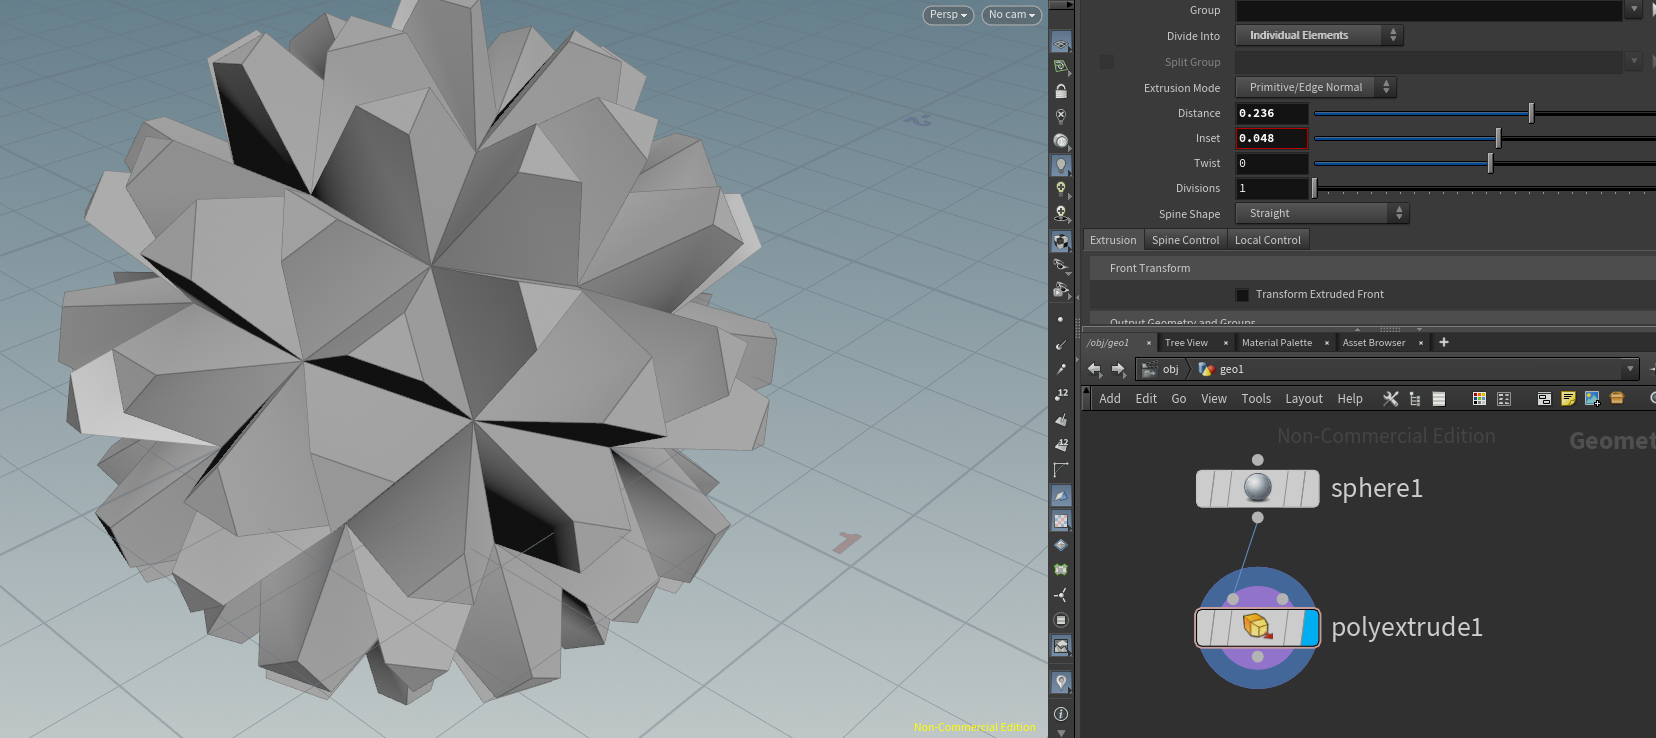 Persp
No cam
1
Non-Commercial Edition
12
12
Group
Divide Into Individual Elements
Split Group
Extrusion Mode Primitive/Edge Normal
Distance 0.236
Inset 0.048
Twist 0
Divisions 1
Spine Shape Straight
Extrusion Spine Control Local Control
Front Transform
Transform Extruded Front
Output Geometry and Groups
/obj/geo1 × Tree View × Material Palette × Asset Browser × +
obj geo1
Add Edit Go View Tools Layout Help
Non-Commercial Edition
Geomet
sphere1
polyextrude1